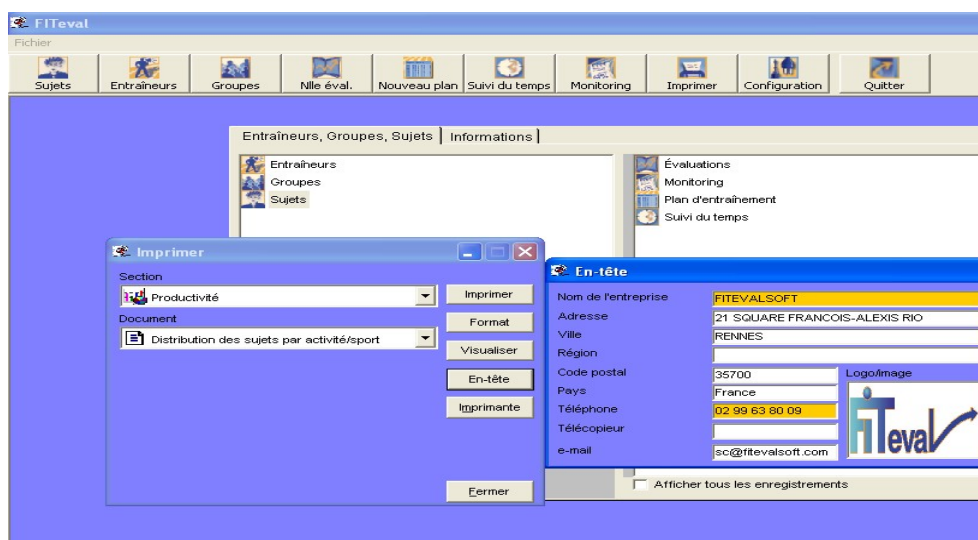 FITeval
Fichier
Sujets Entraîneurs Groupes Nlle éval. Nouveau plan Suivi du temps Monitoring Imprimer Configuration Quitter
Entraîneurs, Groupes, Sujets Informations
Entraîneurs
Groupes
Sujets
Évaluations
Monitoring
Plan d'entraînement
Suivi du temps
Imprimer
Section
Productivité
Document
Distribution des sujets par activité/sport
Imprimer
Format
Visualiser
En-tête
Imprimante
Fermer
En-tête
Nom de l'entreprise FITEVALSOFT
Adresse 21 SQUARE FRANCOIS-ALEXIS RIO
Ville RENNES
Région
Code postal 35700
Pays France
Téléphone 02 99 63 80 09
Télécopieur
e-mail sc@fitevalsoft.com
Logo/image
FITeval
Afficher tous les enregistrements